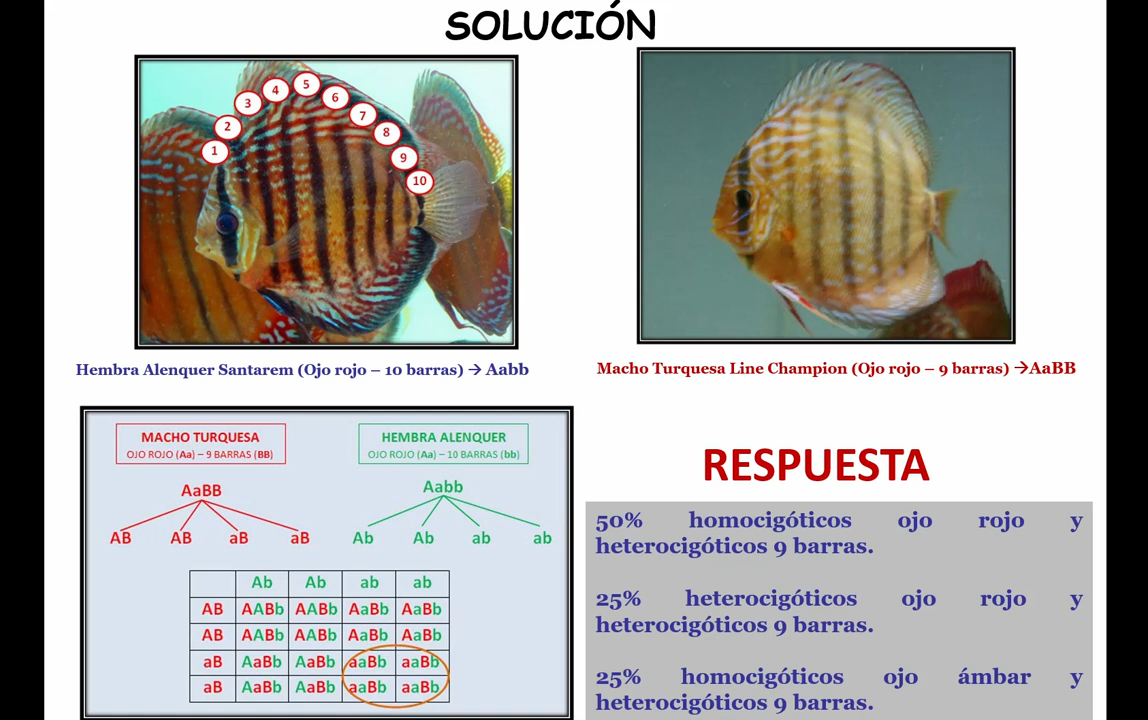 SOLUCIÓN
1
2
3
4
5
6
7
8
9
10
Hembra Alenquer Santarem (Ojo rojo – 10 barras) → Aabb
Macho Turquesa Line Champion (Ojo rojo – 9 barras) →AaBB
MACHO TURQUESA
OJO ROJO (Aa) – 9 BARRAS (BB)
HEMBRA ALENQUER
OJO ROJO (Aa) – 10 BARRAS (bb)
AaBB
Aabb
AB AB aB aB
Ab Ab ab ab
Ab Ab ab ab
AB AABb AABb AaBb AaBb
AB AABb AABb AaBb AaBb
aB AaBb AaBb aaBb aaBb
aB AaBb AaBb aaBb aaBb
RESPUESTA
50% homocigóticos ojo rojo y
heterocigóticos 9 barras.
25% heterocigóticos ojo rojo y
heterocigóticos 9 barras.
25% homocigóticos ojo ámbar y
heterocigóticos 9 barras.